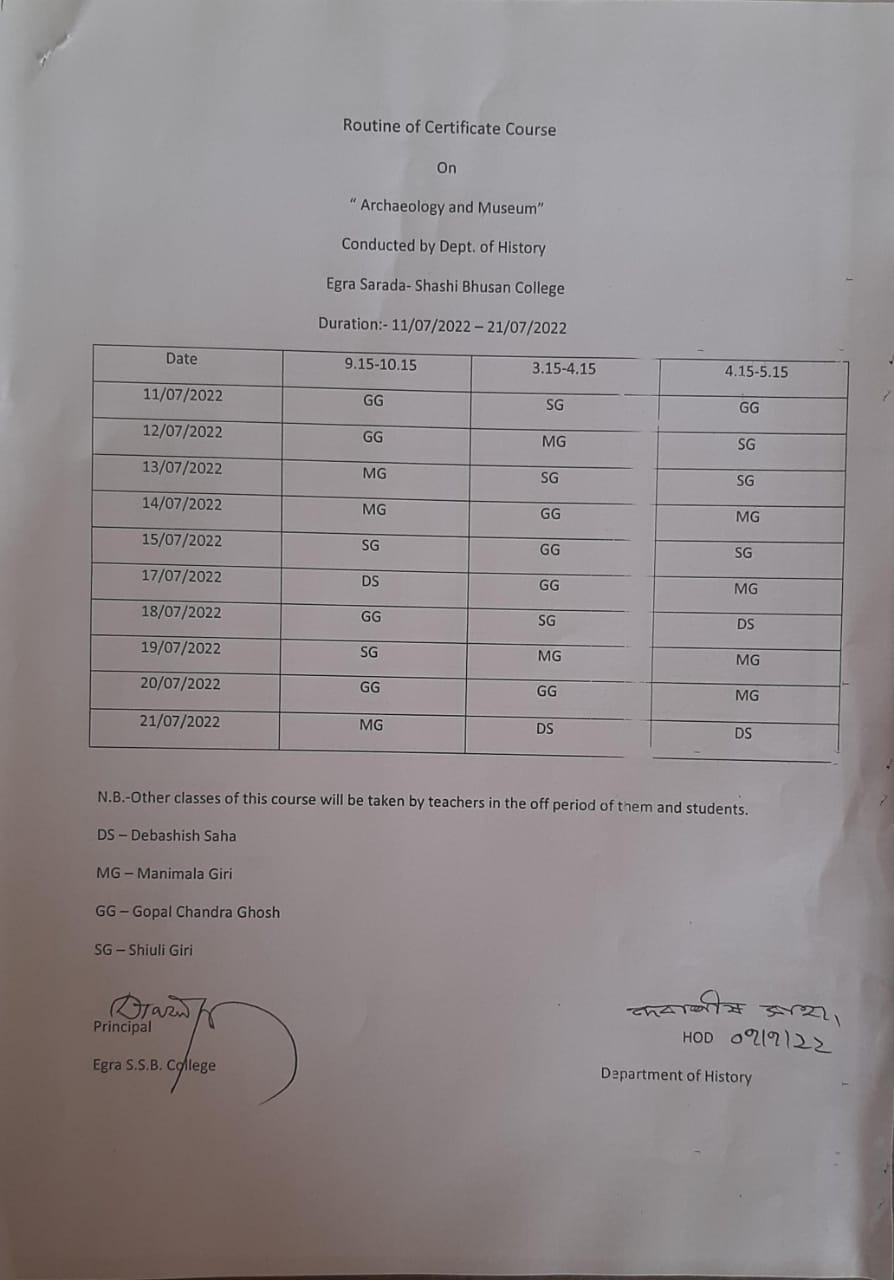 Routine of Certificate Course
On
“ Archaeology and Museum”
Conducted by Dept. of History
Egra Sarada- Shashi Bhusan College
Duration:- 11/07/2022 – 21/07/2022
Date 9.15-10.15 3.15-4.15 4.15-5.15
11/07/2022 GG SG GG
12/07/2022 GG MG SG
13/07/2022 MG SG SG
14/07/2022 MG GG MG
15/07/2022 SG GG SG
17/07/2022 DS GG MG
18/07/2022 GG SG DS
19/07/2022 SG MG MG
20/07/2022 GG GG MG
21/07/2022 MG DS DS
N.B.-Other classes of this course will be taken by teachers in the off period of them and students.
DS – Debashish Saha
MG – Manimala Giri
GG – Gopal Chandra Ghosh
SG – Shiuli Giri
Principal
Egra S.S.B. College
HOD ০৭/৭/২২
Department of History